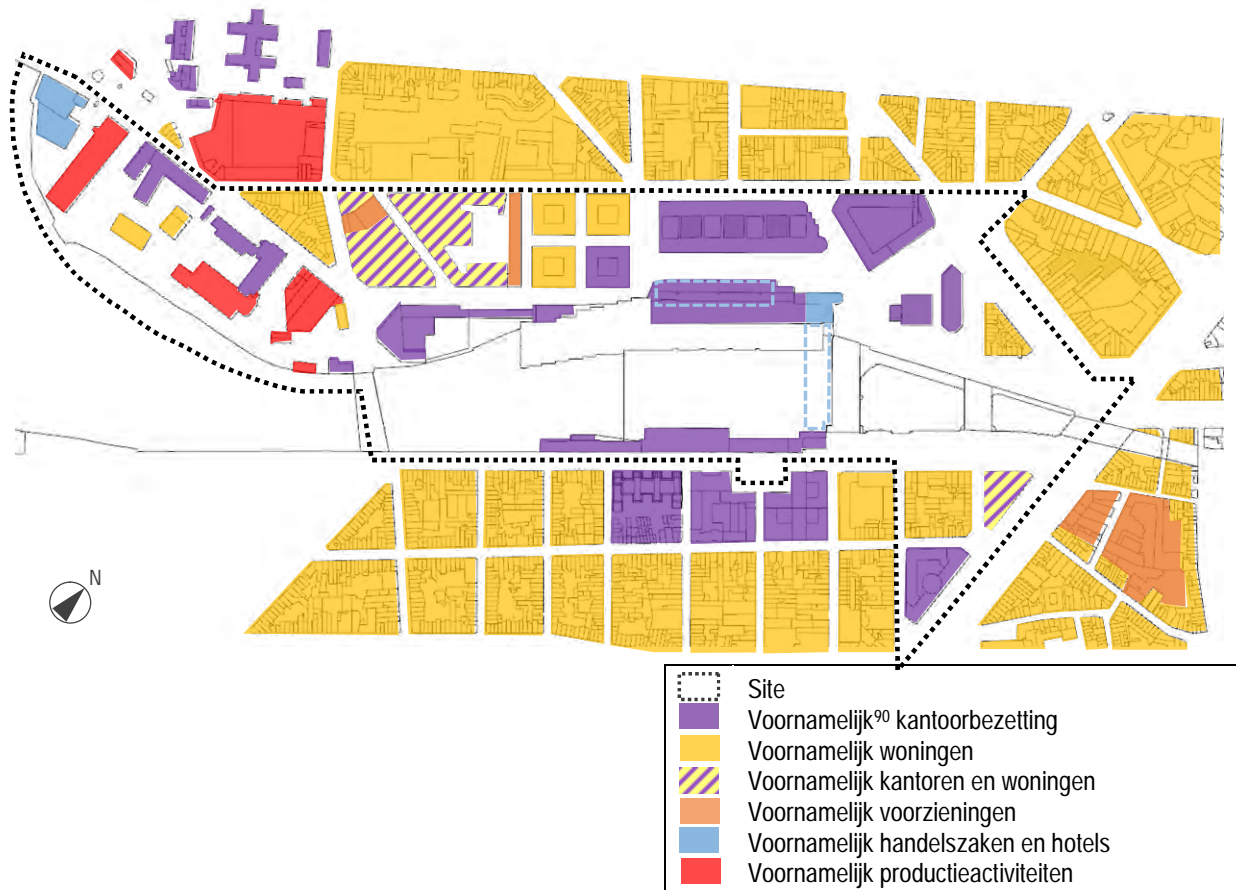 N
Site
Voornamelijk⁹⁰ kantoorbezetting
Voornamelijk woningen
Voornamelijk kantoren en woningen
Voornamelijk voorzieningen
Voornamelijk handelszaken en hotels
Voornamelijk productieactiviteiten